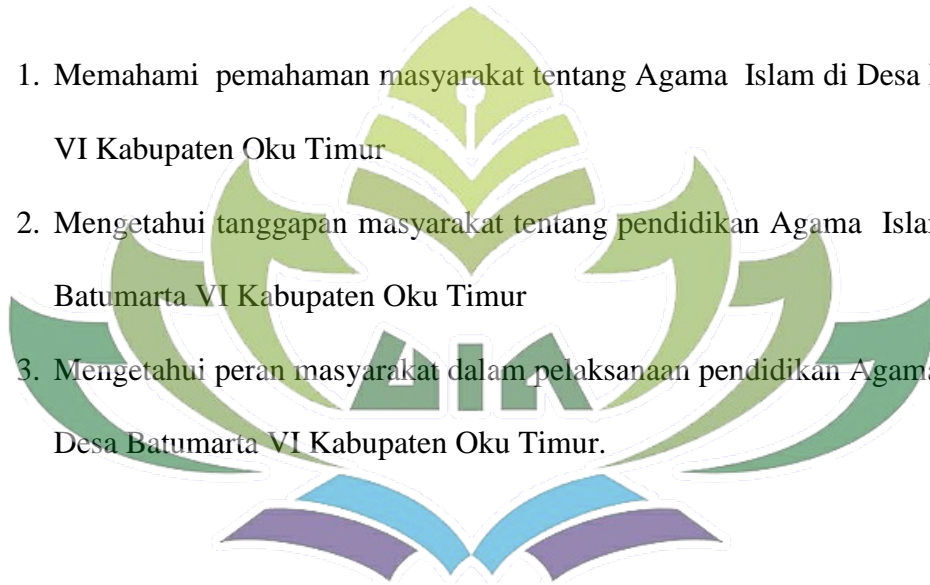 1. Memahami pemahaman masyarakat tentang Agama Islam di Desa
VI Kabupaten Oku Timur
2. Mengetahui tanggapan masyarakat tentang pendidikan Agama Islam
Batumarta VI Kabupaten Oku Timur
3. Mengetahui peran masyarakat dalam pelaksanaan pendidikan Agama
Desa Batumarta VI Kabupaten Oku Timur.